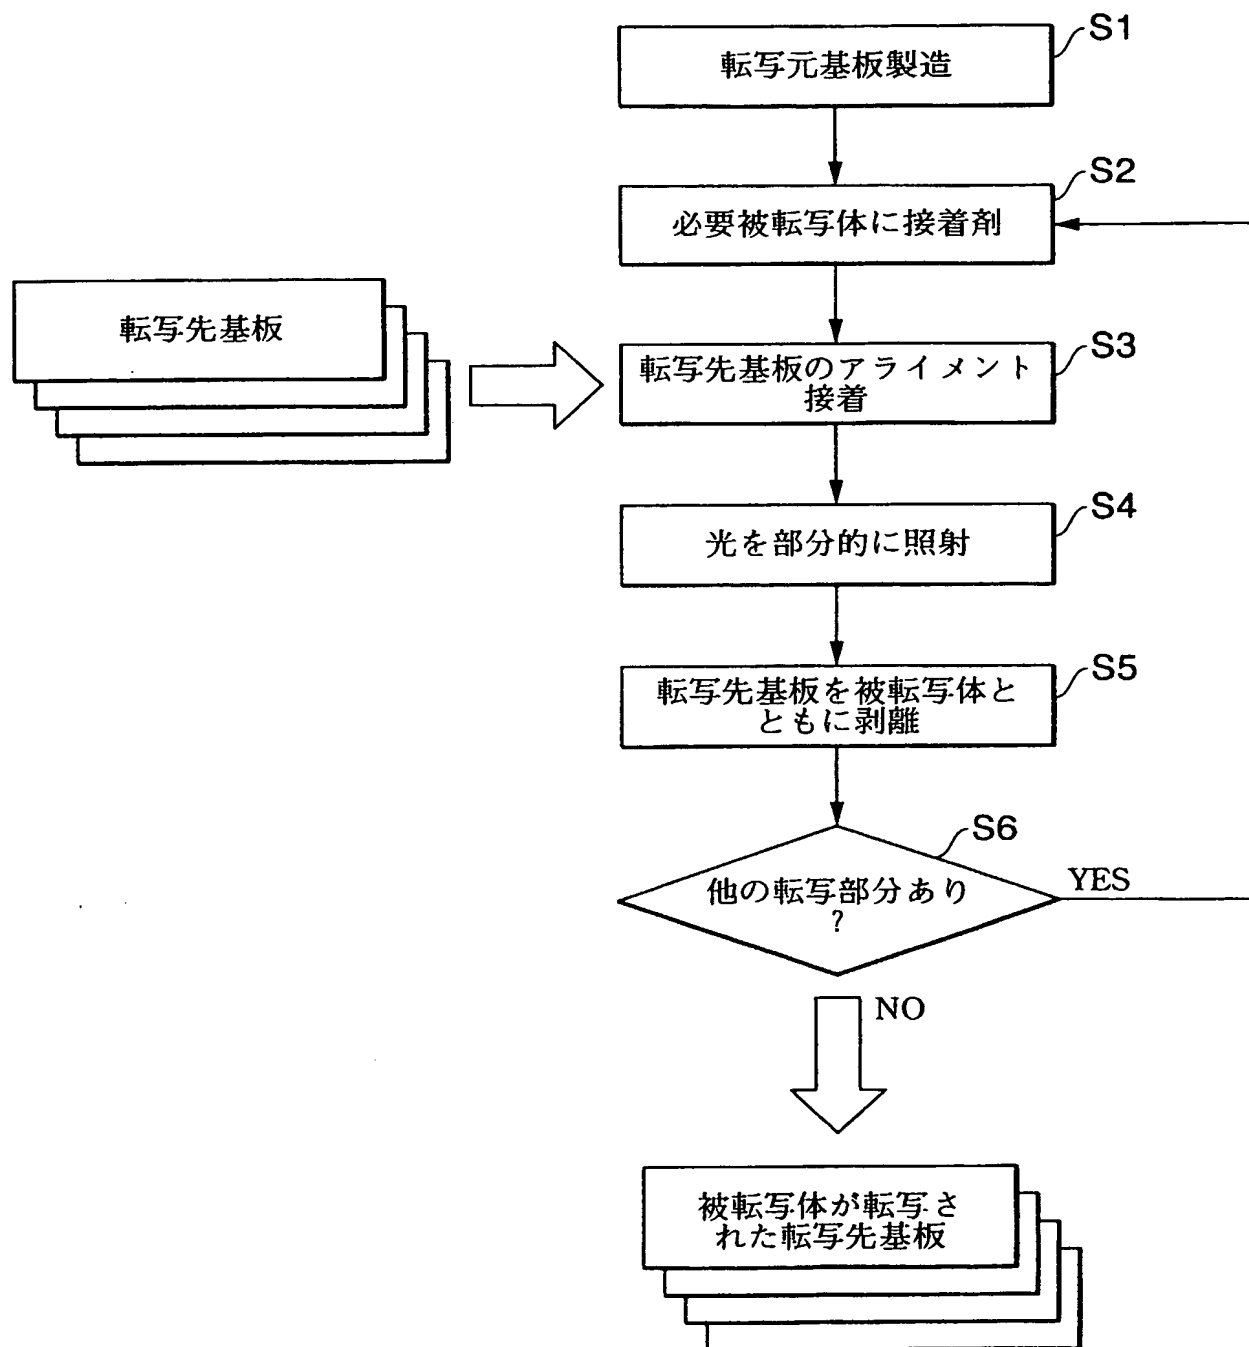 S1
転写元基板製造
S2
必要被転写体に接着剤
転写先基板
S3
転写先基板のアライメント
接着
S4
光を部分的に照射
S5
転写先基板を被転写体と
ともに剥離
S6
他の転写部分あり
?
YES
NO
被転写体が転写さ
れた転写先基板